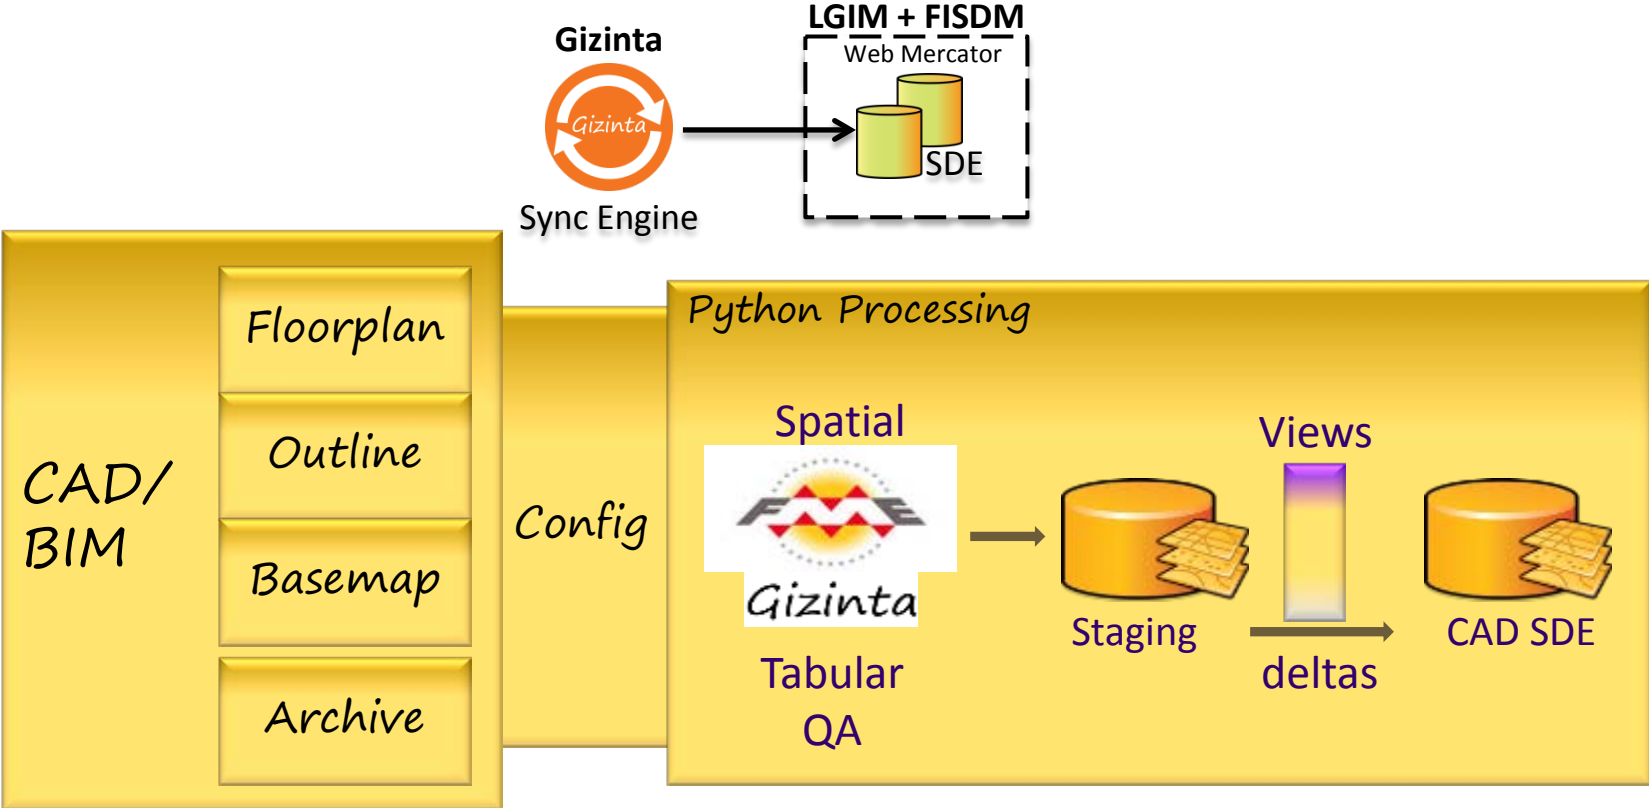 LGIM + FISDM
Gizinta
Web Mercator
Gizinta
SDE
Sync Engine
CAD/
BIM
Floorplan
Outline
Basemap
Archive
Config
Python Processing
Spatial
FME
Gizinta
Tabular
QA
Views
Staging
deltas
CAD SDE